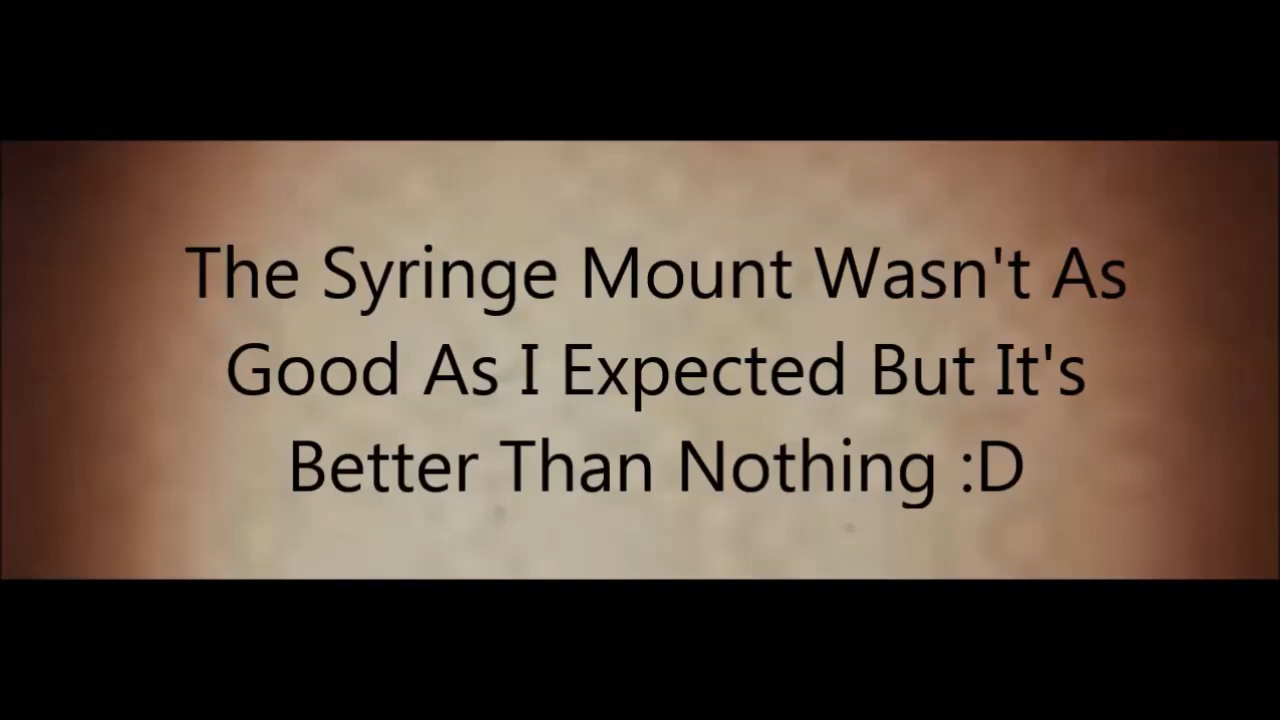 The Syringe Mount Wasn't As
Good As I Expected But It's
Better Than Nothing :D